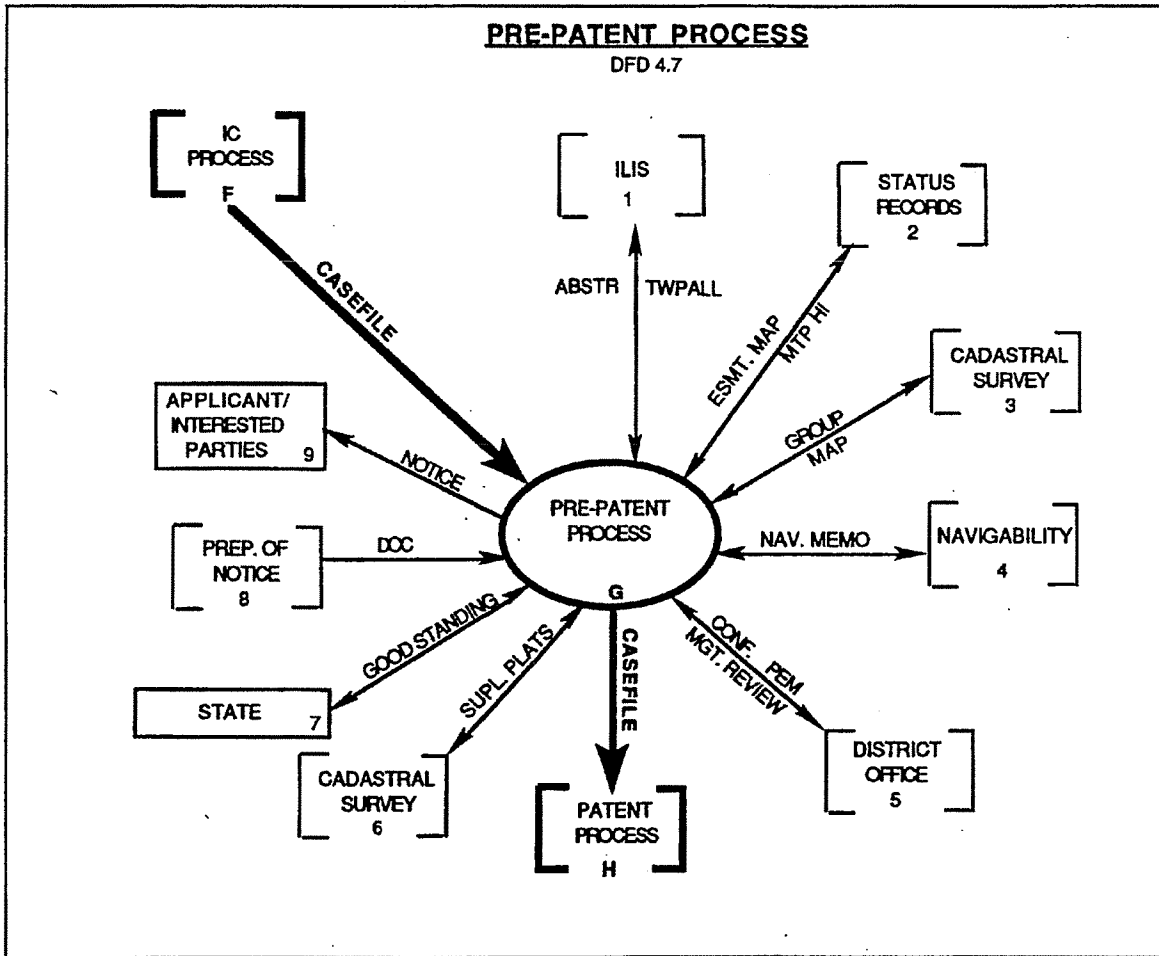 PRE-PATENT PROCESS
DFD 4.7
IC
PROCESS
F
ILIS
1
STATUS
RECORDS
2
CASEFILE
ABSTR
TWPALL
ESMT. MAP
MTP HI
CADASTRAL
SURVEY
3
GROUP
MAP
APPLICANT/
INTERESTED
PARTIES
9
NOTICE
PRE-PATENT
PROCESS
G
PREP. OF
NOTICE
8
DOC
NAV. MEMO
NAVIGABILITY
4
GOOD STANDING
STATE
7
SUPL. PLATS
CADASTRAL
SURVEY
6
CASEFILE
CONF. PEM
MGT. REVIEW
DISTRICT
OFFICE
5
PATENT
PROCESS
H